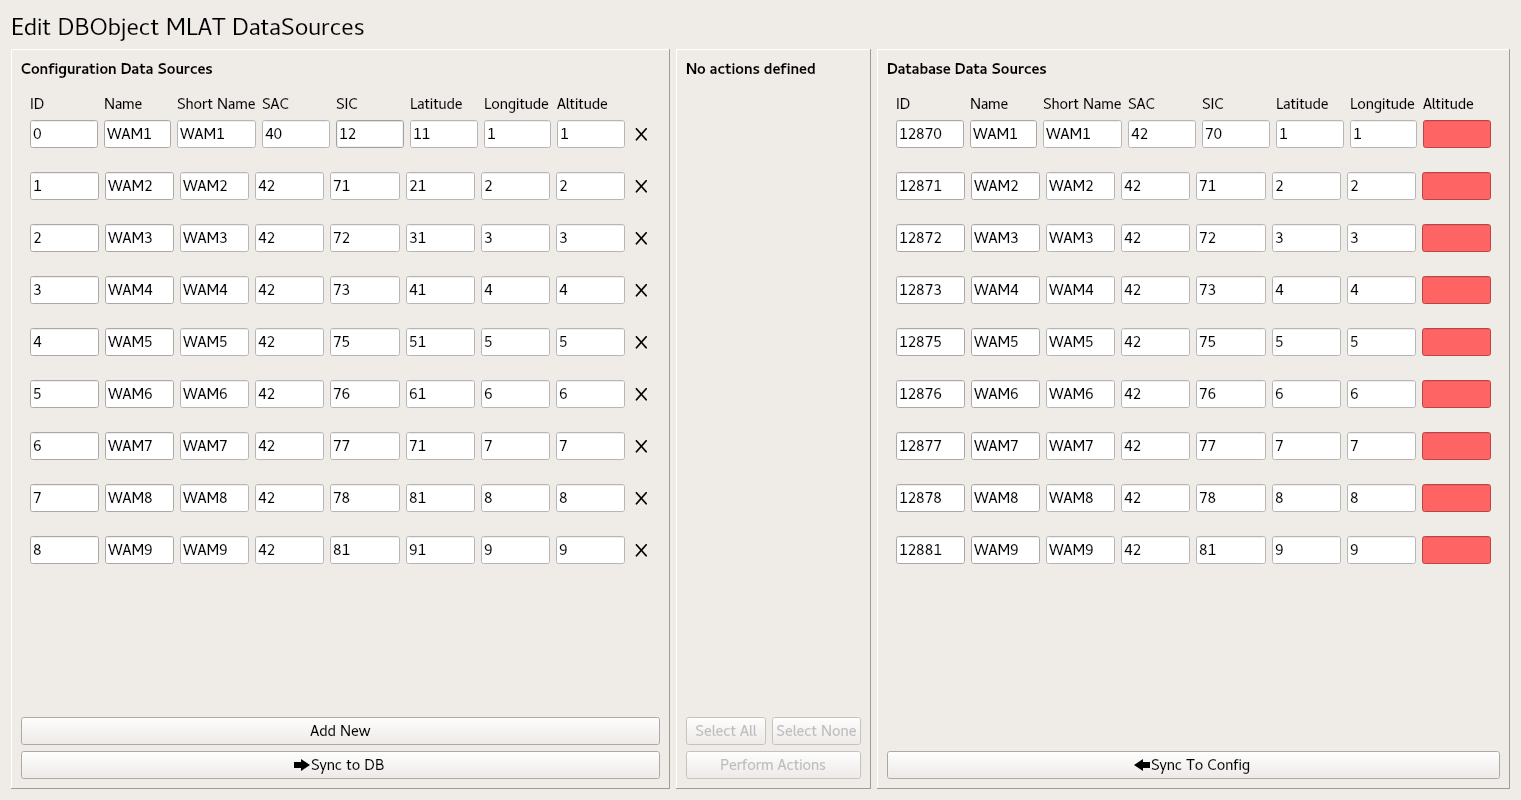 Edit DBObject MLAT DataSources
Configuration Data Sources
ID Name Short Name SAC SIC Latitude Longitude Altitude
0 WAM1 WAM1 40 12 11 1 1
1 WAM2 WAM2 42 71 21 2 2
2 WAM3 WAM3 42 72 31 3 3
3 WAM4 WAM4 42 73 41 4 4
4 WAM5 WAM5 42 75 51 5 5
5 WAM6 WAM6 42 76 61 6 6
6 WAM7 WAM7 42 77 71 7 7
7 WAM8 WAM8 42 78 81 8 8
8 WAM9 WAM9 42 81 91 9 9
Add New
Sync to DB
No actions defined
Select All Select None
Perform Actions
Database Data Sources
ID Name Short Name SAC SIC Latitude Longitude Altitude
12870 WAM1 WAM1 42 70 1 1
12871 WAM2 WAM2 42 71 2 2
12872 WAM3 WAM3 42 72 3 3
12873 WAM4 WAM4 42 73 4 4
12875 WAM5 WAM5 42 75 5 5
12876 WAM6 WAM6 42 76 6 6
12877 WAM7 WAM7 42 77 7 7
12878 WAM8 WAM8 42 78 8 8
12881 WAM9 WAM9 42 81 9 9
Sync To Config